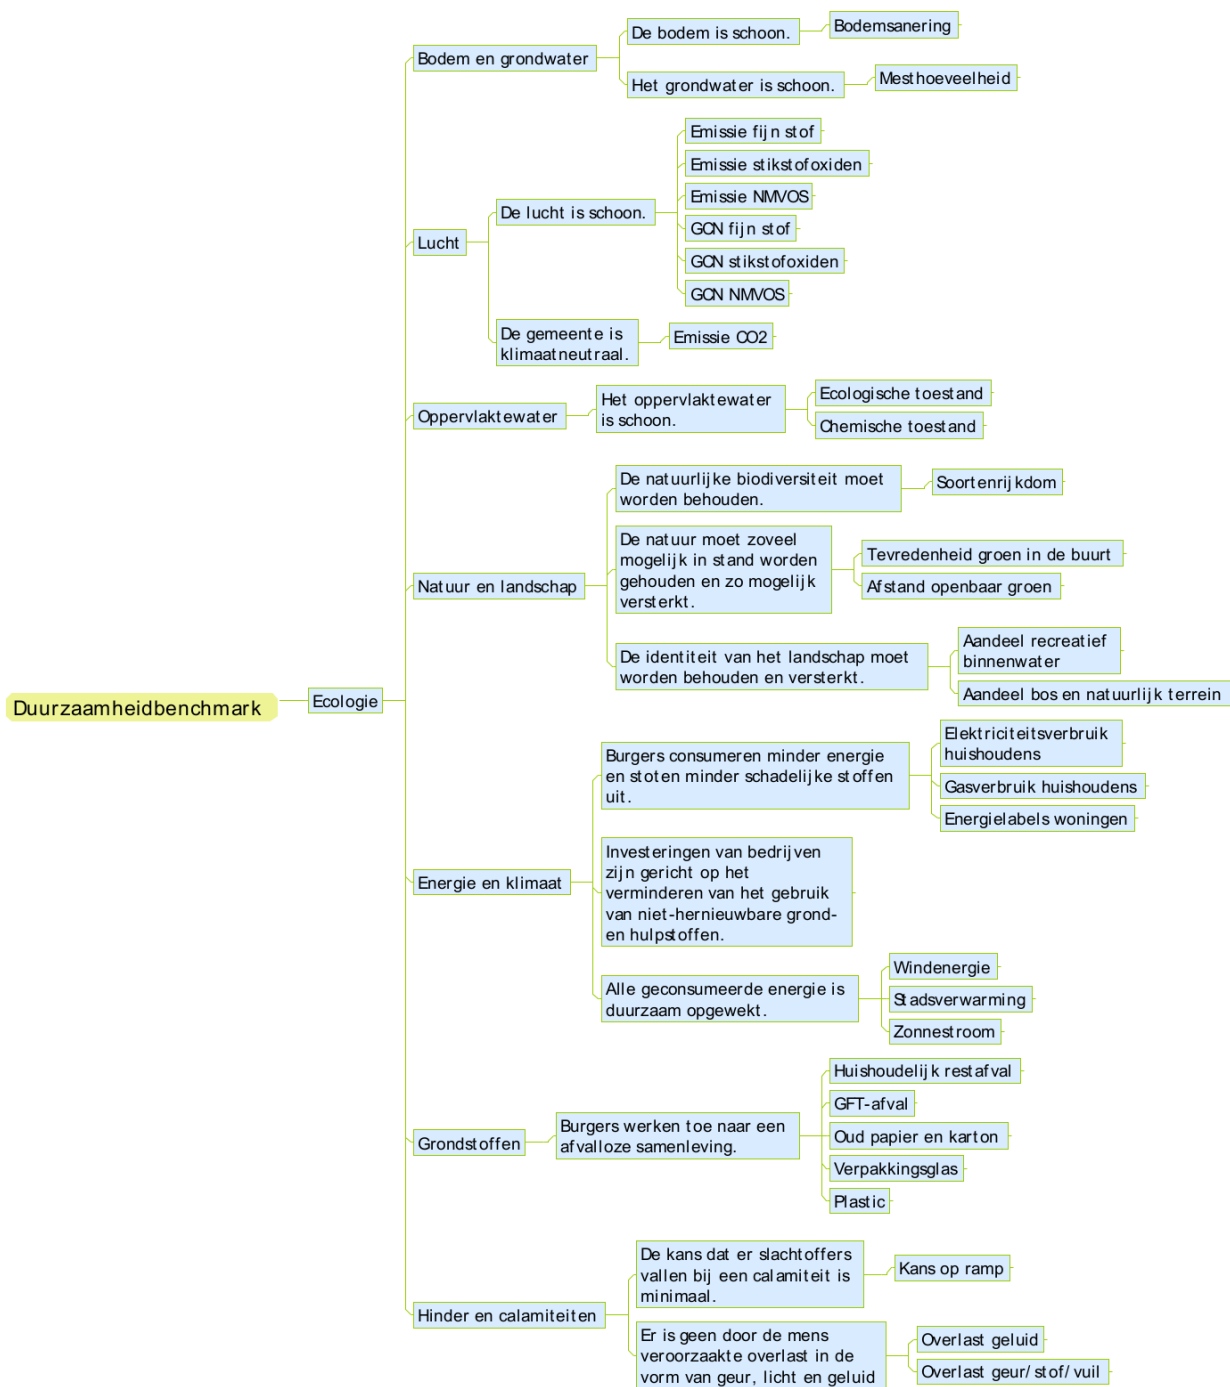 Duurzaamheidbenchmark
Ecologie
Bodem en grondwater
De bodem is schoon.
Bodemsanering
Het grondwater is schoon.
Mesthoeveelheid
Lucht
De lucht is schoon.
Emissie fijn stof
Emissie stikstofoxiden
Emissie NMVOS
GCN fijn stof
GCN stikstofoxiden
GCN NMVOS
De gemeente is
klimaatneutraal.
Emissie CO2
Oppervlaktewater
Het oppervlaktewater
is schoon.
Ecologische toestand
Chemische toestand
Natuur en landschap
De natuurlijke biodiversiteit moet
worden behouden.
Soortenrijkdom
De natuur moet zoveel
mogelijk in stand worden
gehouden en zo mogelijk
versterkt.
Tevredenheid groen in de buurt
Afstand openbaar groen
De identiteit van het landschap moet
worden behouden en versterkt.
Aandeel recreatief
binnenwater
Aandeel bos en natuurlijk terrein
Energie en klimaat
Burgers consumeren minder energie
en stoten minder schadelijke stoffen
uit.
Elektriciteitsverbruik
huishoudens
Gasverbruik huishoudens
Energielabels woningen
Investeringen van bedrijven
zijn gericht op het
verminderen van het gebruik
van niet-hernieuwbare grond-
en hulpstoffen.
Alle geconsumeerde energie is
duurzaam opgewekt.
Windenergie
Stadsverwarming
Zonnestroom
Grondstoffen
Burgers werken toe naar een
afvalloze samenleving.
Huishoudelijk restafval
GFT-afval
Oud papier en karton
Verpakkingsglas
Plastic
Hinder en calamiteiten
De kans dat er slachtoffers
vallen bij een calamiteit is
minimaal.
Kans op ramp
Er is geen door de mens
veroorzaakte overlast in de
vorm van geur, licht en geluid
Overlast geluid
Overlast geur/stof/vuil